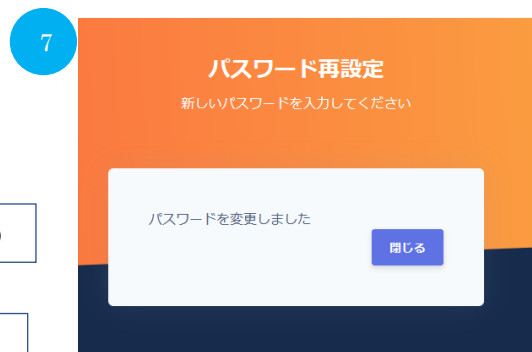 7
パスワード再設定
新しいパスワードを入力してください
パスワードを変更しました
閉じる